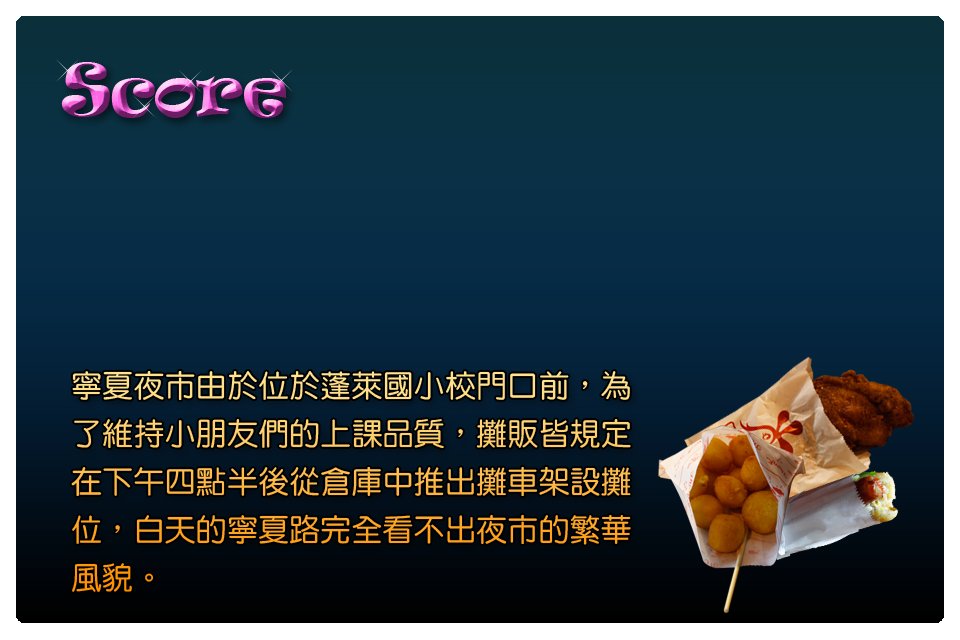 Score
寧夏夜市由於位於蓬萊國小校門口前，為
了維持小朋友們的上課品質，攤販皆規定
在下午四點半後從倉庫中推出攤車架設攤
位，白天的寧夏路完全看不出夜市的繁華
風貌。